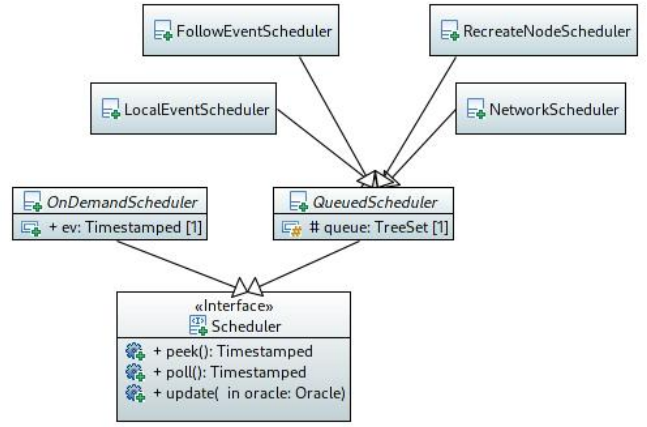 FollowEventScheduler
RecreateNodeScheduler
LocalEventScheduler
NetworkScheduler
OnDemandScheduler
+ ev: Timestamped [1]
QueuedScheduler
# queue: TreeSet [1]
«Interface»
Scheduler
+ peek(): Timestamped
+ poll(): Timestamped
+ update( in oracle: Oracle)